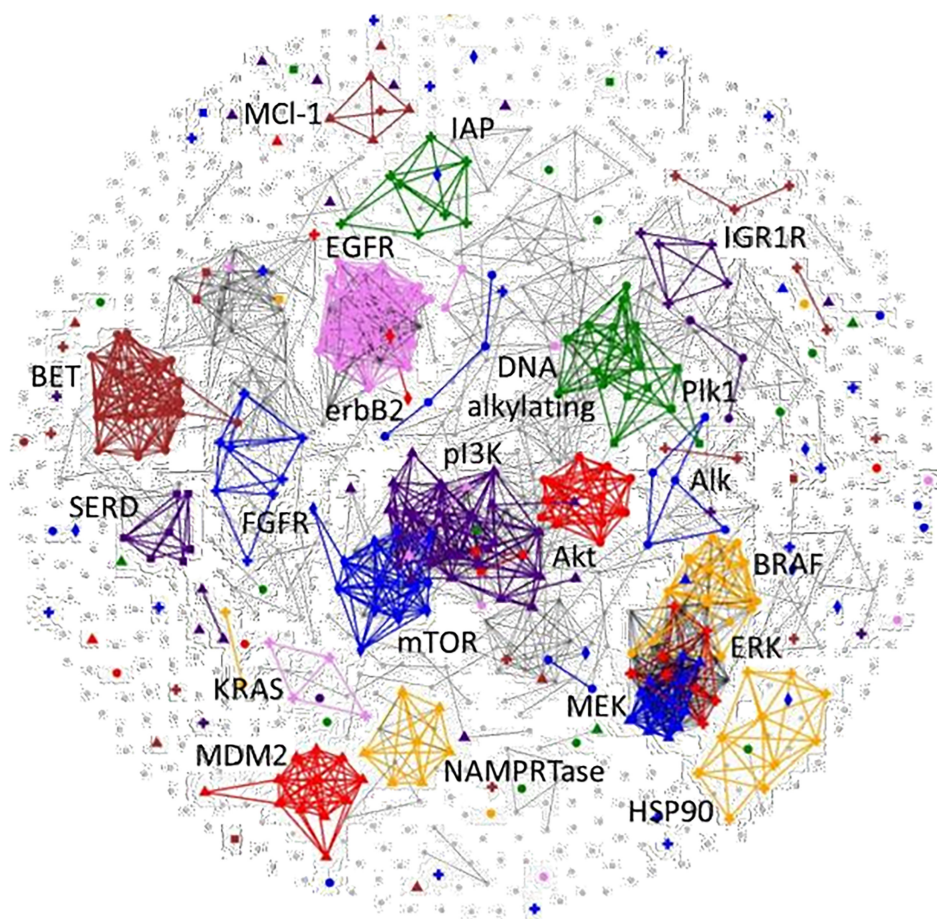 MCl-1
IAP
EGFR
IGR1R
BET
erbB2
DNA
alkylating
Plk1
pI3K
Alk
SERD
FGFR
Akt
BRAF
mTOR
ERK
KRAS
MEK
MDM2
NAMPRTase
HSP90